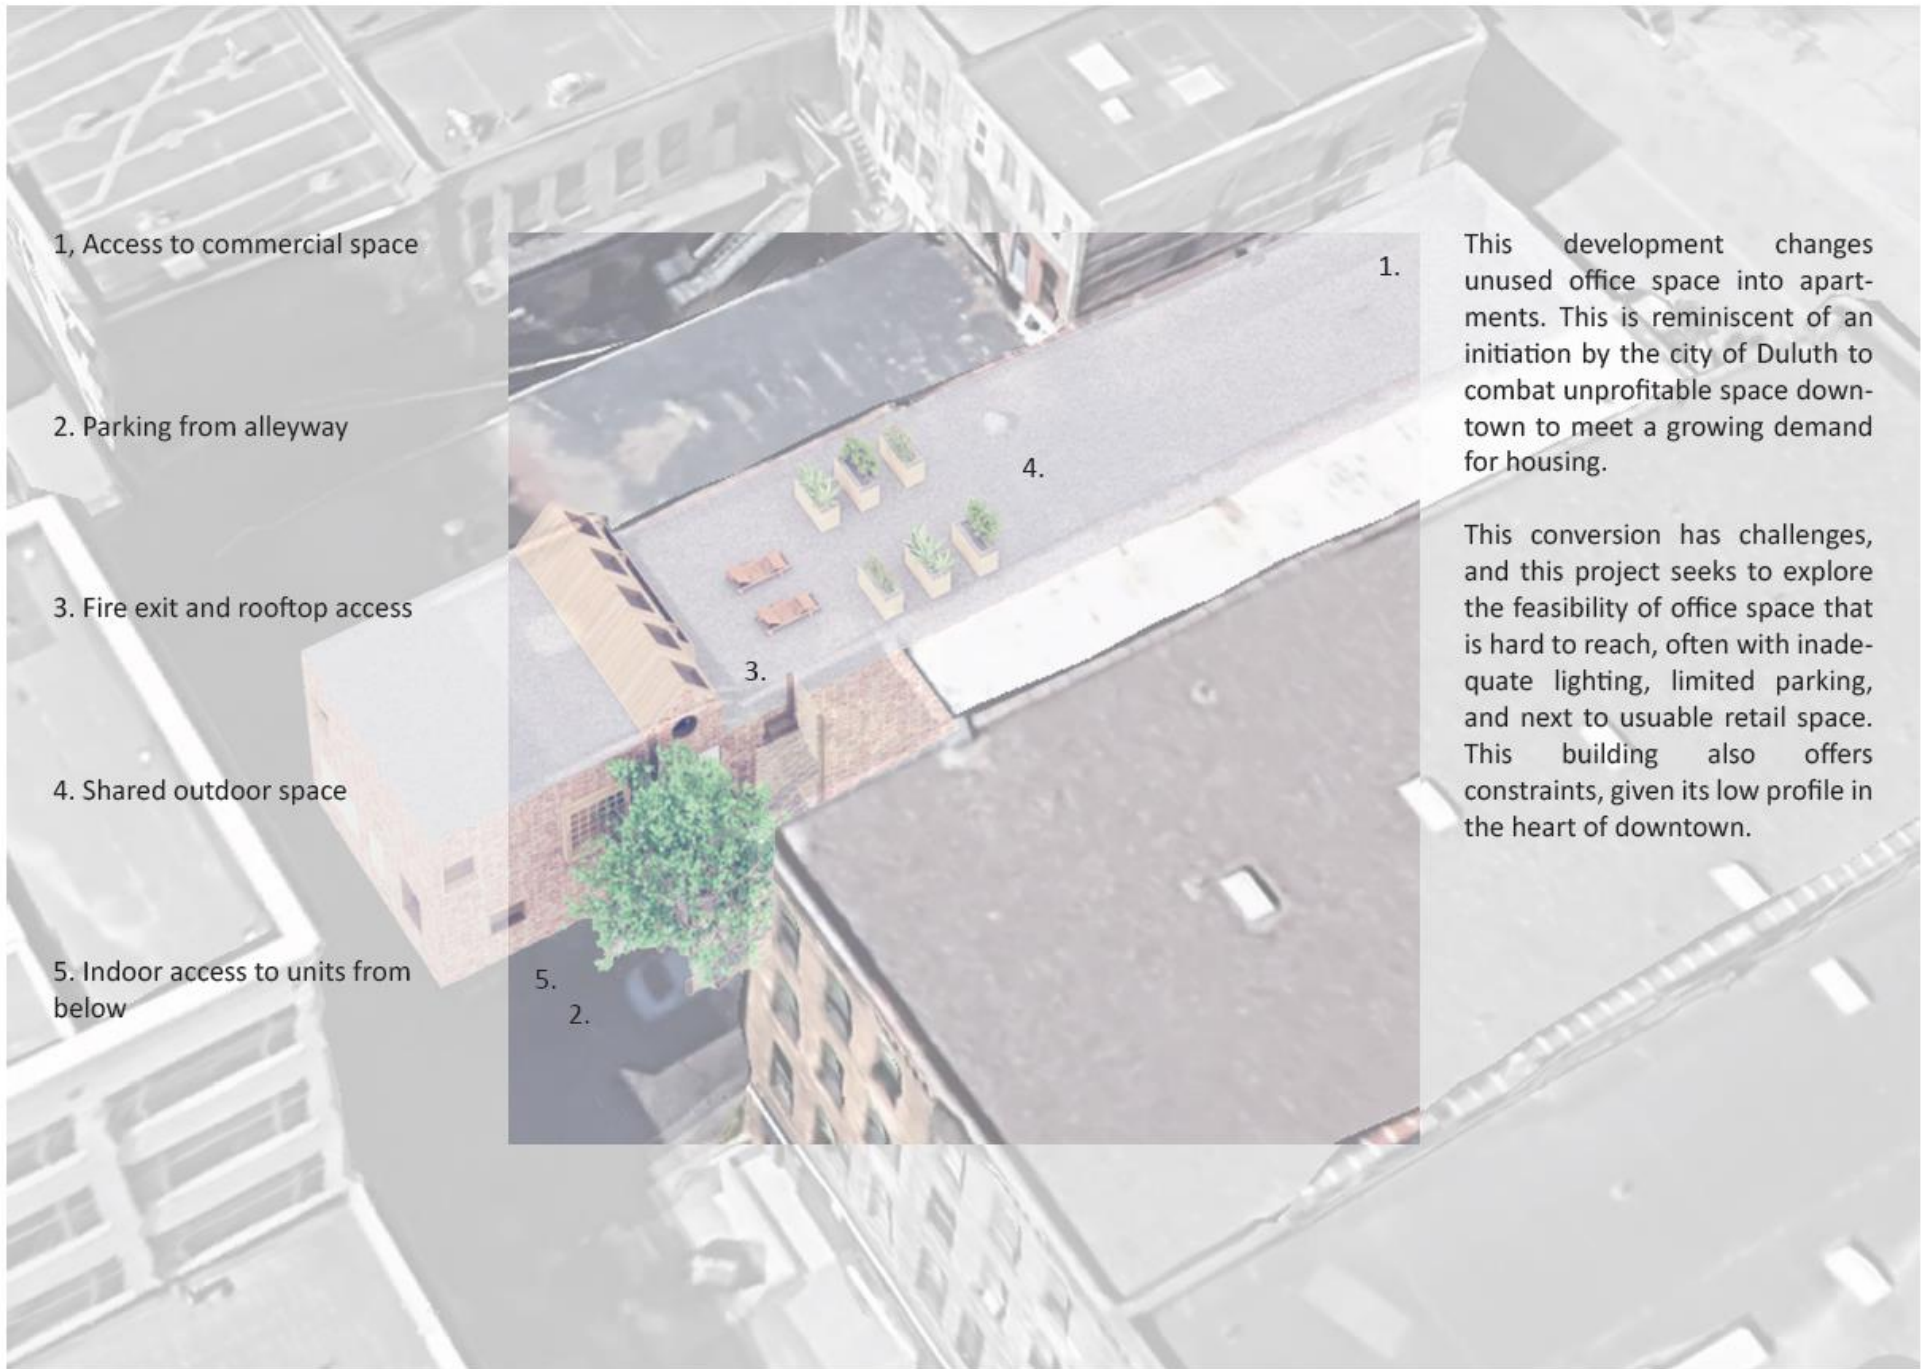 1, Access to commercial space
2. Parking from alleyway
3. Fire exit and rooftop access
4. Shared outdoor space
5. Indoor access to units from
below
1.
4.
3.
5.
2.
This development changes
unused office space into apart-
ments. This is reminiscent of an
initiation by the city of Duluth to
combat unprofitable space down-
town to meet a growing demand
for housing.
This conversion has challenges,
and this project seeks to explore
the feasibility of office space that
is hard to reach, often with inade-
quate lighting, limited parking,
and next to usuable retail space.
This building also offers
constraints, given its low profile in
the heart of downtown.